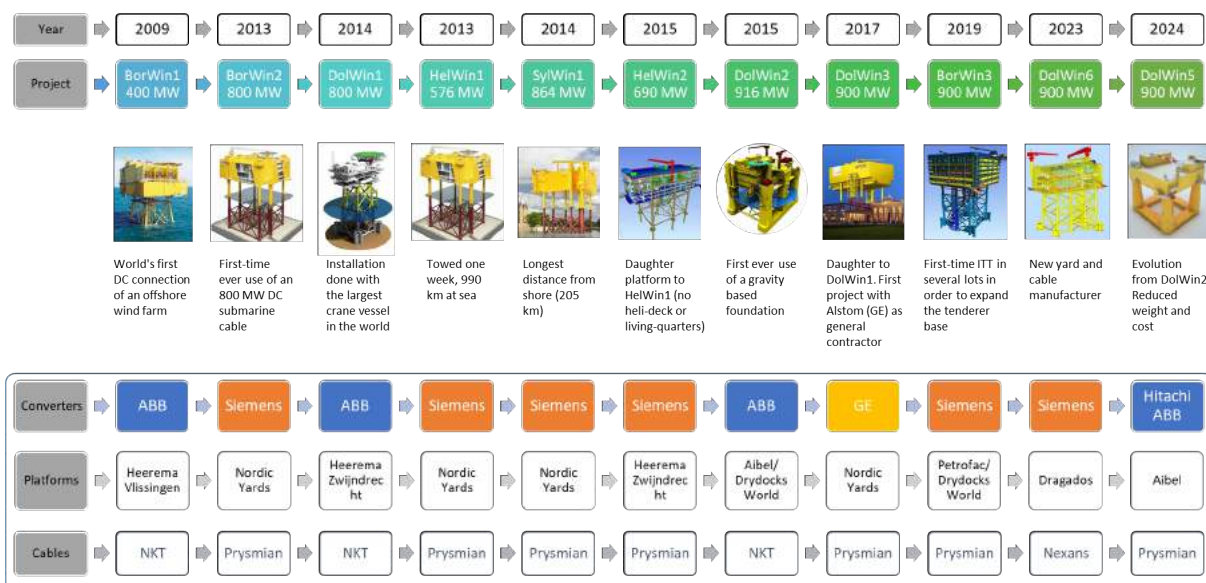 Year
2009
2013
2014
2013
2014
2015
2015
2017
2019
2023
2024
Project
BorWin1
400 MW
BorWin2
800 MW
DolWin1
800 MW
HelWin1
576 MW
SylWin1
864 MW
HelWin2
690 MW
DolWin2
916 MW
DolWin3
900 MW
BorWin3
900 MW
DolWin6
900 MW
DolWin5
900 MW
World's first
DC connection
of an offshore
wind farm
First-time
ever use of an
800 MW DC
submarine
cable
Installation
done with
the largest
crane vessel
in the world
Towed one
week, 990
km at sea
Longest
distance from
shore (205
km)
Daughter
platform to
HelWin1 (no
heli-deck or
living-quarters)
First ever use
of a gravity
based
foundation
Daughter to
DolWin1. First
project with
Alstom (GE) as
general
contractor
First-time ITT in
several lots in
order to expand
the tenderer
base
New yard and
cable
manufacturer
Evolution
from DolWin2
Reduced
weight and
cost
Converters
ABB
Siemens
ABB
Siemens
Siemens
Siemens
ABB
GE
Siemens
Siemens
Hitachi
ABB
Platforms
Heerema
Vlissingen
Nordic
Yards
Heerema
Zwijndrec
ht
Nordic
Yards
Nordic
Yards
Heerema
Zwijndrec
ht
Aibel/
Drydocks
World
Nordic
Yards
Petrofac/
Drydocks
World
Dragados
Aibel
Cables
NKT
Prysmian
NKT
Prysmian
Prysmian
Prysmian
NKT
Prysmian
Prysmian
Nexans
Prysmian